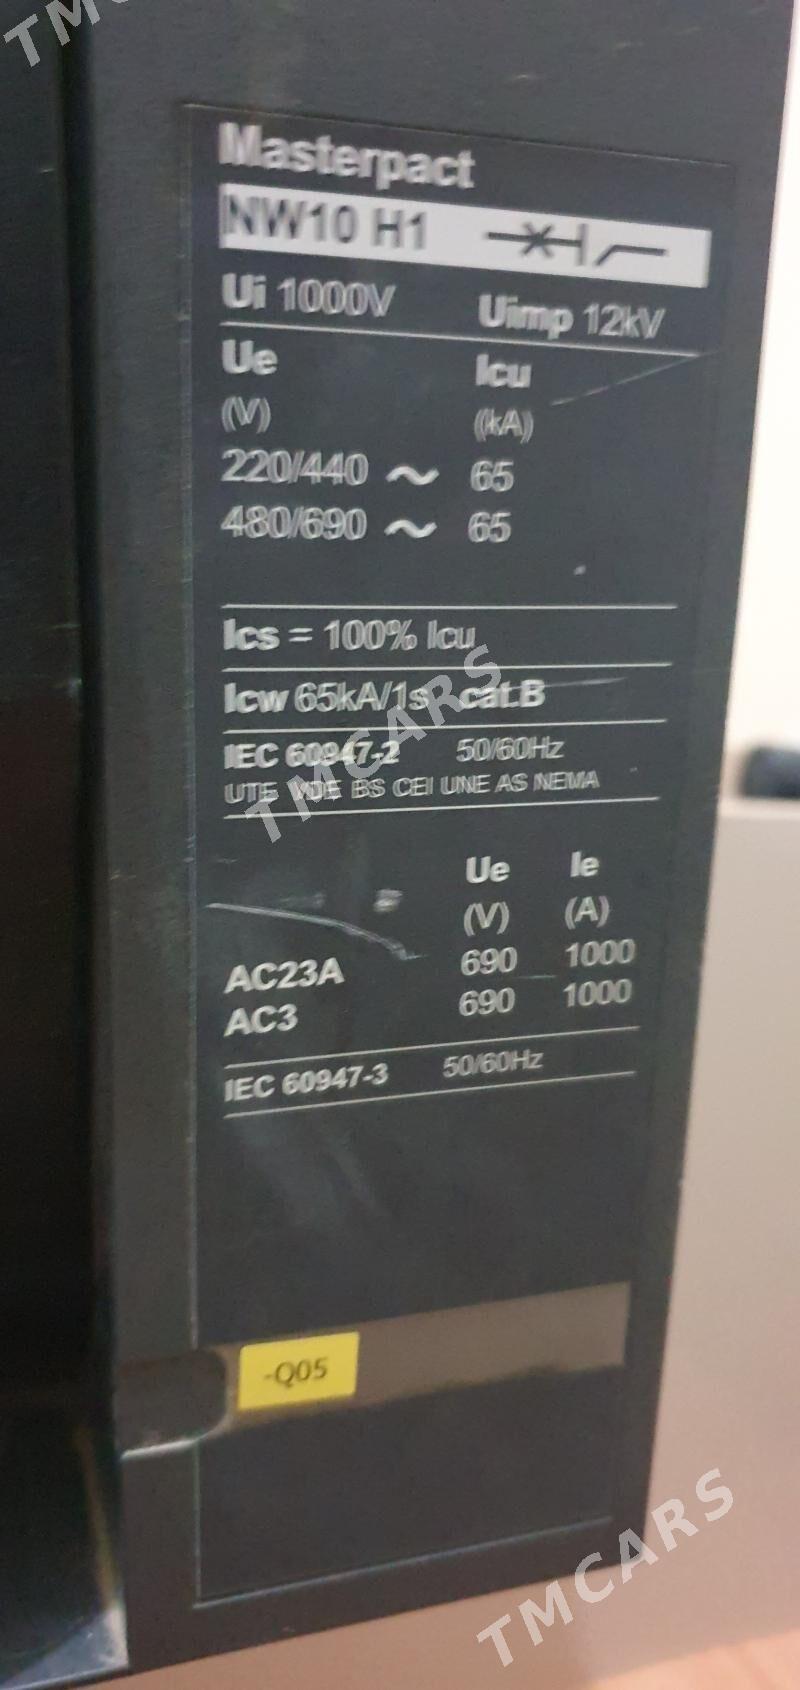 TMC
Masterpact
NW10 H1
Ui 1000V Uimp 12kV
Ue Icu
(V) (kA)
220/440 ~ 65
480/690 ~ 65
Ics = 100% Icu
Icw 65kA/1s cat.B
IEC 60947-2 50/60Hz
UTE VDE BS CEI UNE AS NEMA
TMCARS
Ue Ie
(V) (A)
AC23A 690 1000
AC3 690 1000
IEC 60947-3 50/60Hz
-Q05
TMCARS